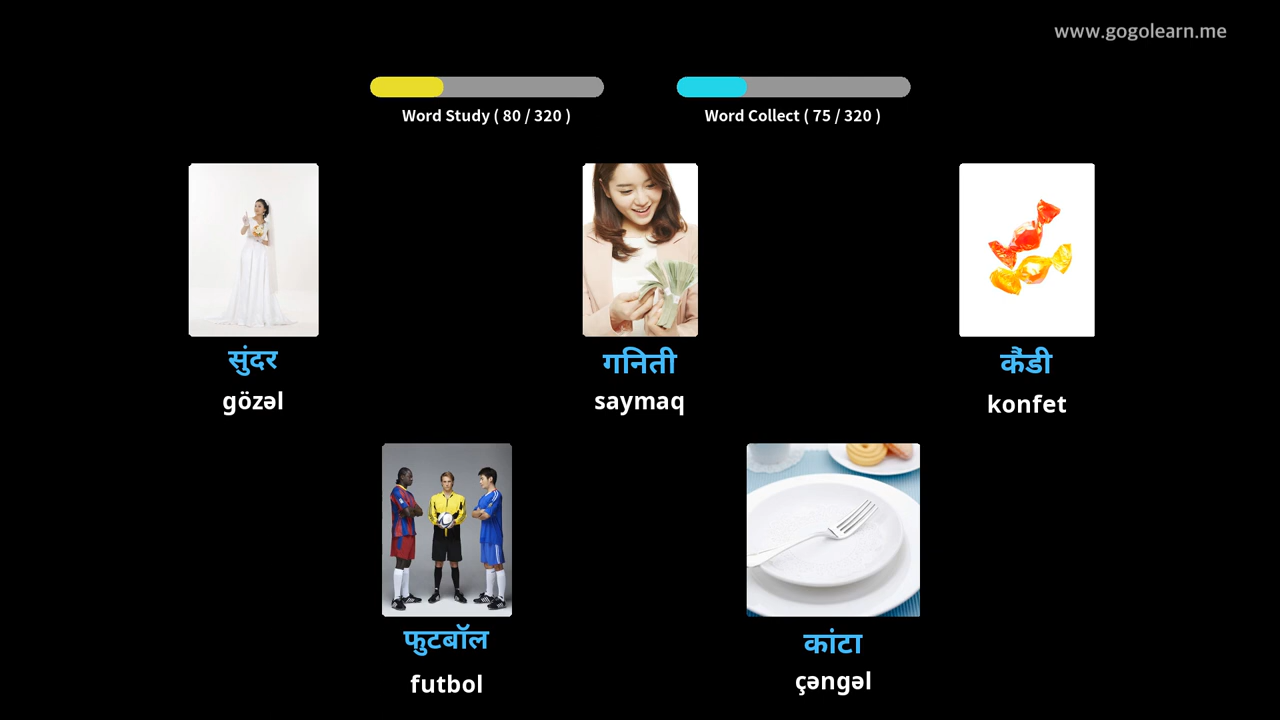 www.gogolearn.me
Word Study ( 80 / 320 )
Word Collect ( 75 / 320 )
सुंदर
gözəl
गनिती
saymaq
कैंडी
konfet
फ़ुटबॉल
futbol
कांटा
çəngəl